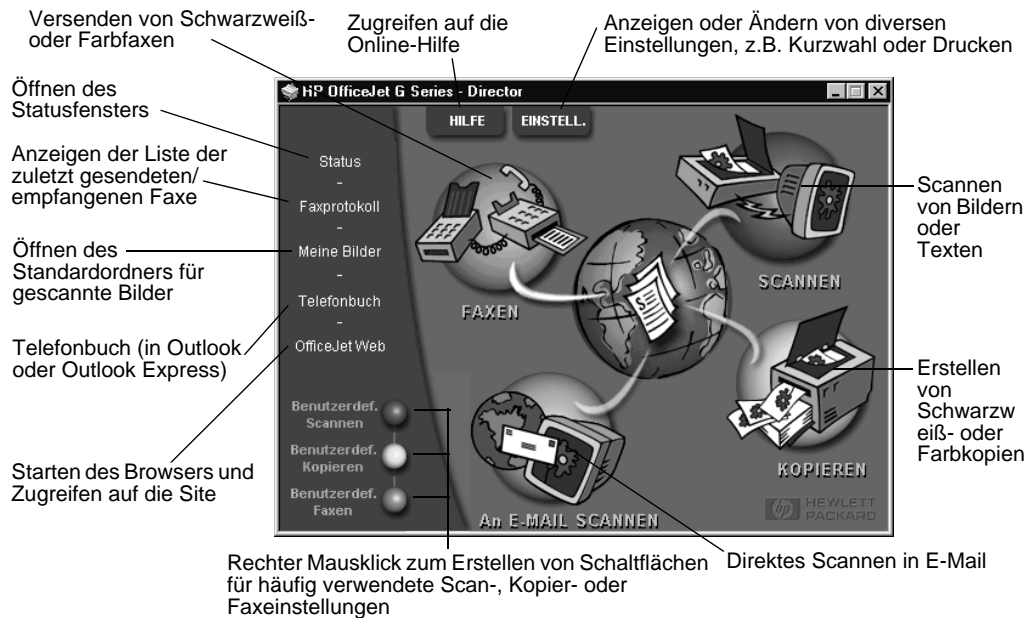 Versenden von Schwarzweiß-
oder Farbfaxen
Zugreifen auf die
Online-Hilfe
Anzeigen oder Ändern von diversen
Einstellungen, z.B. Kurzwahl oder Drucken
Öffnen des
Statusfensters
Anzeigen der Liste der
zuletzt gesendeten/
empfangenen Faxe
Öffnen des
Standardordners für
gescannte Bilder
Telefonbuch (in Outlook
oder Outlook Express)
Starten des Browsers und
Zugreifen auf die Site
HP OfficeJet G Series - Director
HILFE
EINSTELL.
Status
-
Faxprotokoll
-
Meine Bilder
-
Telefonbuch
-
OfficeJet Web
Benutzerdef.
Scannen
Benutzerdef.
Kopieren
Benutzerdef.
Faxen
FAXEN
SCANNEN
KOPIEREN
An E-MAIL SCANNEN
hp HEWLETT
PACKARD
Scannen
von Bildern
oder
Texten
Erstellen
von
Schwarzw
eiß- oder
Farbkopien
Rechter Mausklick zum Erstellen von Schaltflächen
für häufig verwendete Scan-, Kopier- oder
Faxeinstellungen
Direktes Scannen in E-Mail